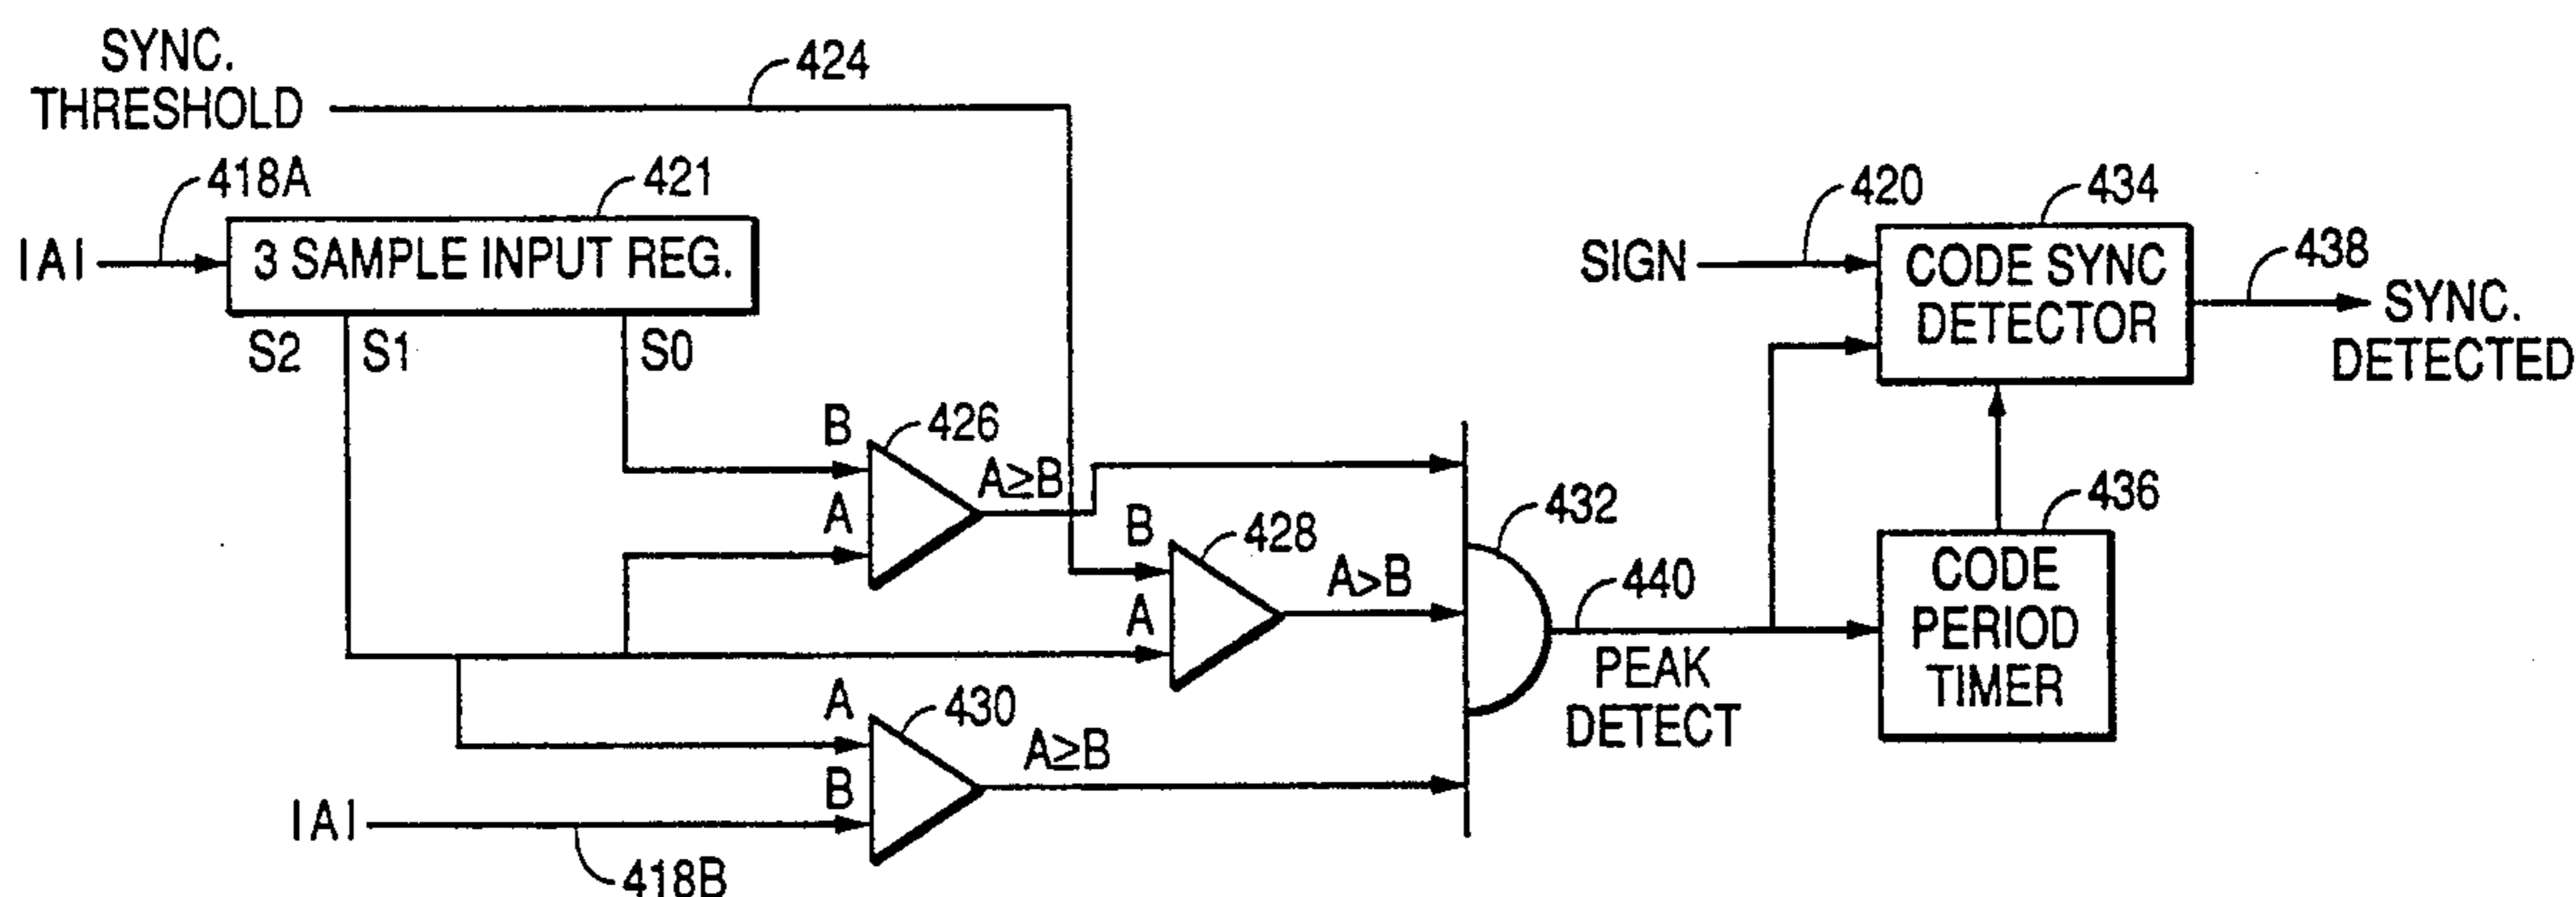 SYNC.
THRESHOLD
424
418A
421
|A|
3 SAMPLE INPUT REG.
S2
S1
S0
B
426
A≥B
A
B
428
A>B
A
432
440
PEAK
DETECT
A
430
A≥B
B
|A|
418B
SIGN
420
434
CODE SYNC
DETECTOR
438
SYNC.
DETECTED
436
CODE
PERIOD
TIMER